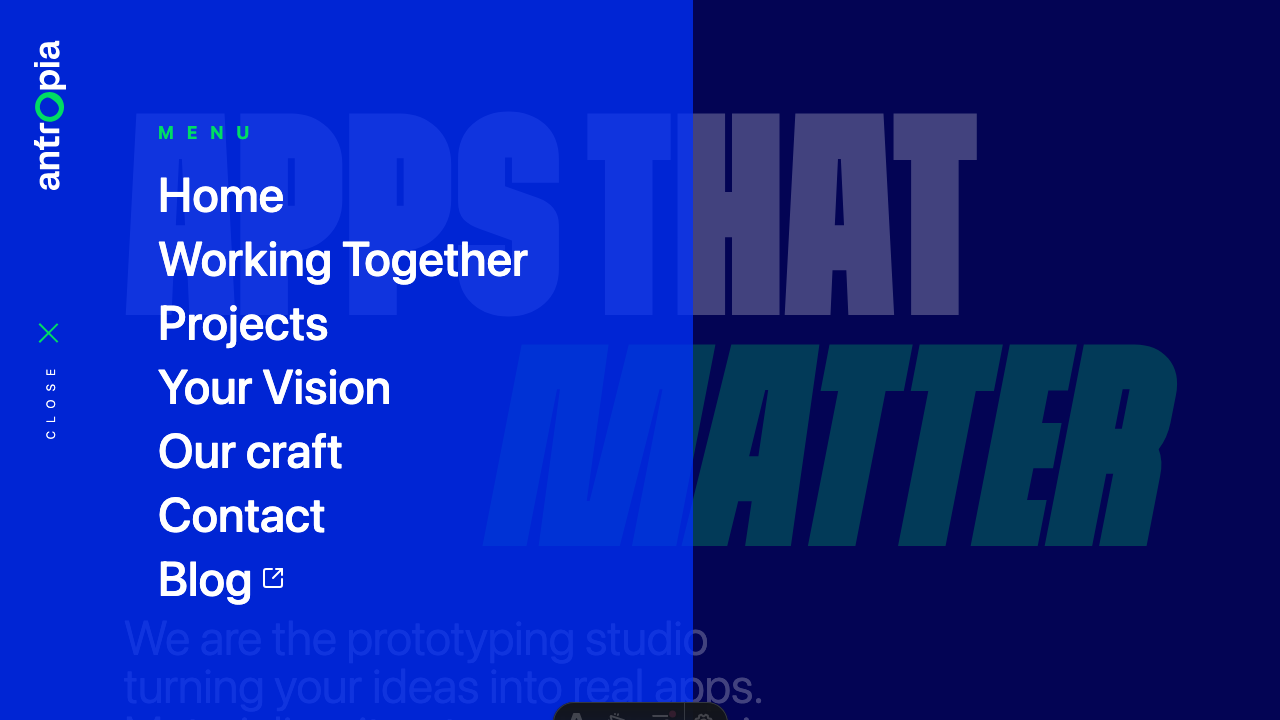 antropia
CLOSE
APPS THAT
MATTER
MENU
Home
Working Together
Projects
Your Vision
Our craft
Contact
Blog
We are the prototyping studio
turning your ideas into real apps.